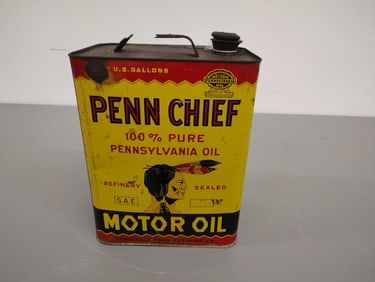 U.S. GALLONS
PENN CHIEF
100% PURE
PENNSYLVANIA OIL
REFINERY SEALED
S.A.E.
MOTOR OIL